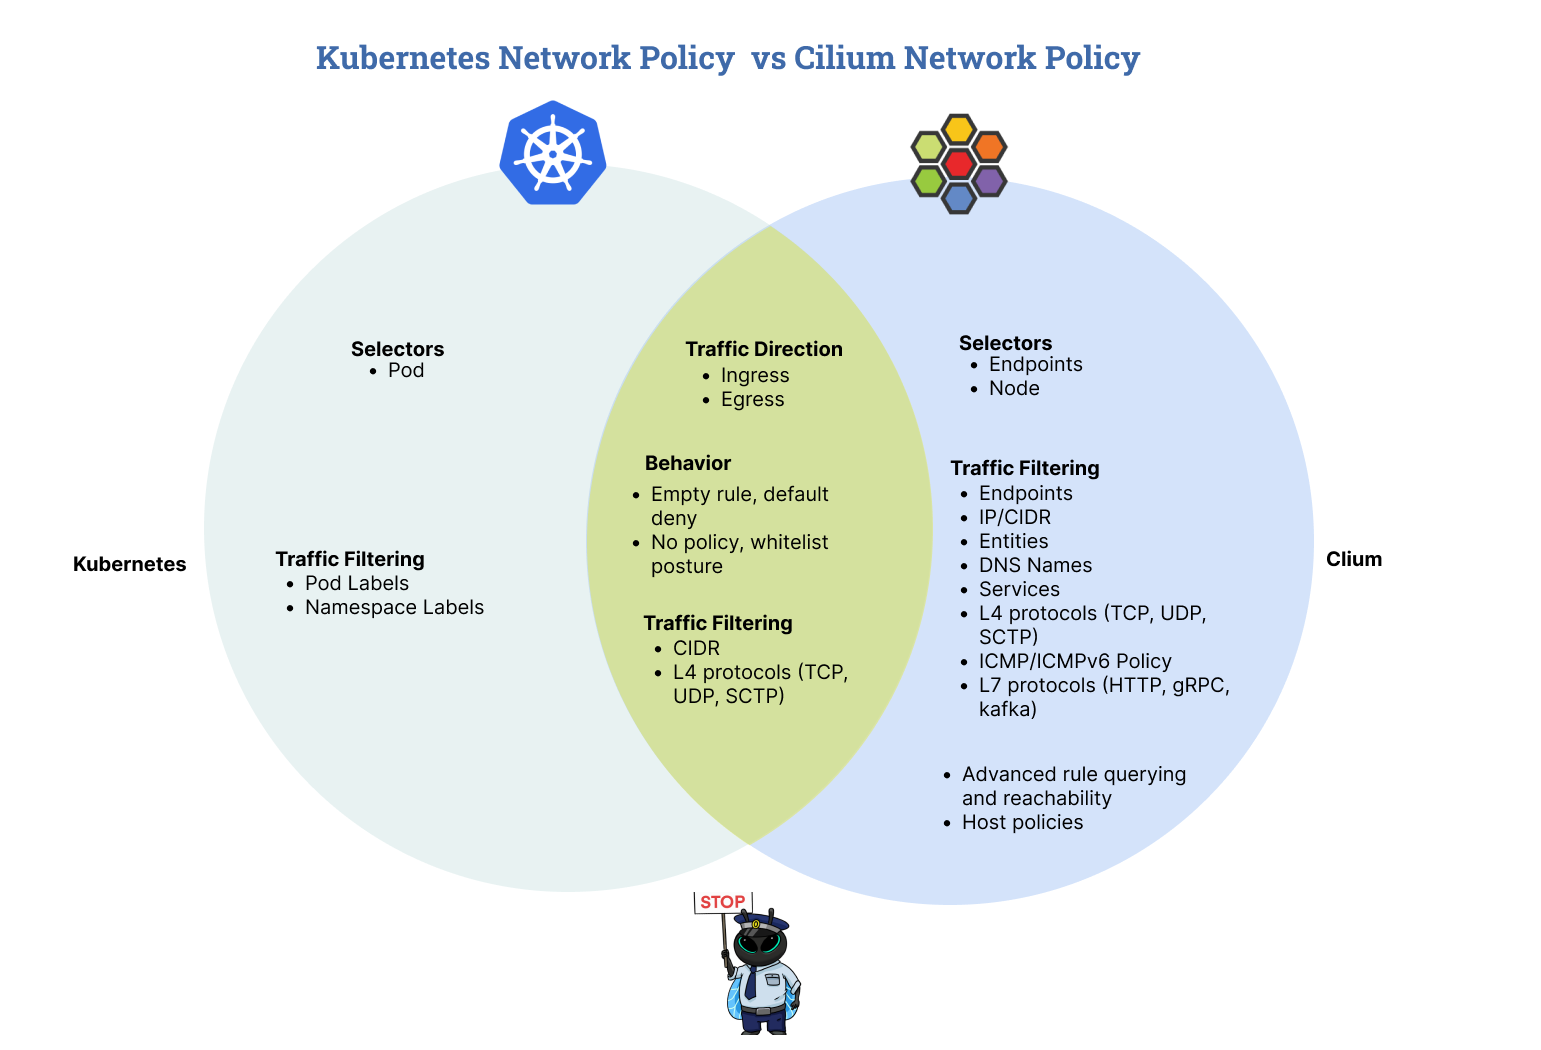 Kubernetes Network Policy vs Cilium Network Policy
Kubernetes
Selectors
• Pod
Traffic Filtering
• Pod Labels
• Namespace Labels
Traffic Direction
• Ingress
• Egress
Behavior
• Empty rule, default
deny
• No policy, whitelist
posture
Traffic Filtering
• CIDR
• L4 protocols (TCP,
UDP, SCTP)
Selectors
• Endpoints
• Node
Traffic Filtering
• Endpoints
• IP/CIDR
• Entities
• DNS Names
• Services
• L4 protocols (TCP, UDP,
SCTP)
• ICMP/ICMPv6 Policy
• L7 protocols (HTTP, gRPC,
kafka)
• Advanced rule querying
and reachability
• Host policies
Clium
STOP